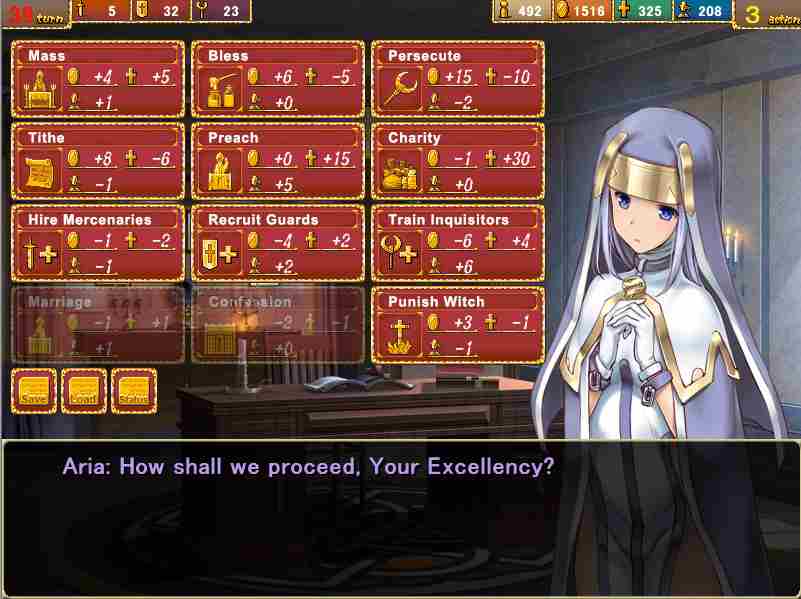 38 turn 5 32 23 492 1516 325 208 3 action
Mass
+4 +5
+1
Bless
+6 -5
+0
Persecute
+15 -10
-2
Tithe
+8 -6
-1
Preach
+0 +15
+5
Charity
-1 +30
+0
Hire Mercenaries
-1 -2
-1
Recruit Guards
-4 +2
+2
Train Inquisitors
-6 +4
+6
Marriage
-1 +1
+1
Confession
-2 -1
+0
Punish Witch
+3 -1
-1
Save Load Status
Aria: How shall we proceed, Your Excellency?